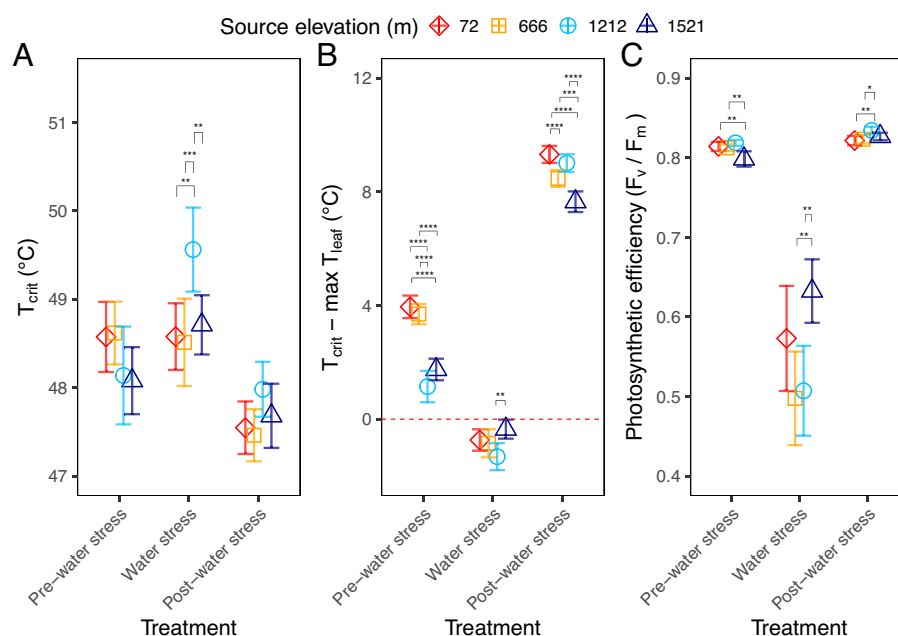 Source elevation (m) 72 666 1212 1521
A B C
T_crit (°C)
51
50
49
48
47
** *** **
Pre−water stress
Water stress
Post−water stress
Treatment
T_crit − max T_leaf (°C)
12
8
4
0
****
***
****
****
****
****
****
****
**
Pre−water stress
Water stress
Post−water stress
Treatment
Photosynthetic efficiency (F_v / F_m)
0.9
0.8
0.7
0.6
0.5
0.4
**
**
*
**
**
**
**
Pre−water stress
Water stress
Post−water stress
Treatment